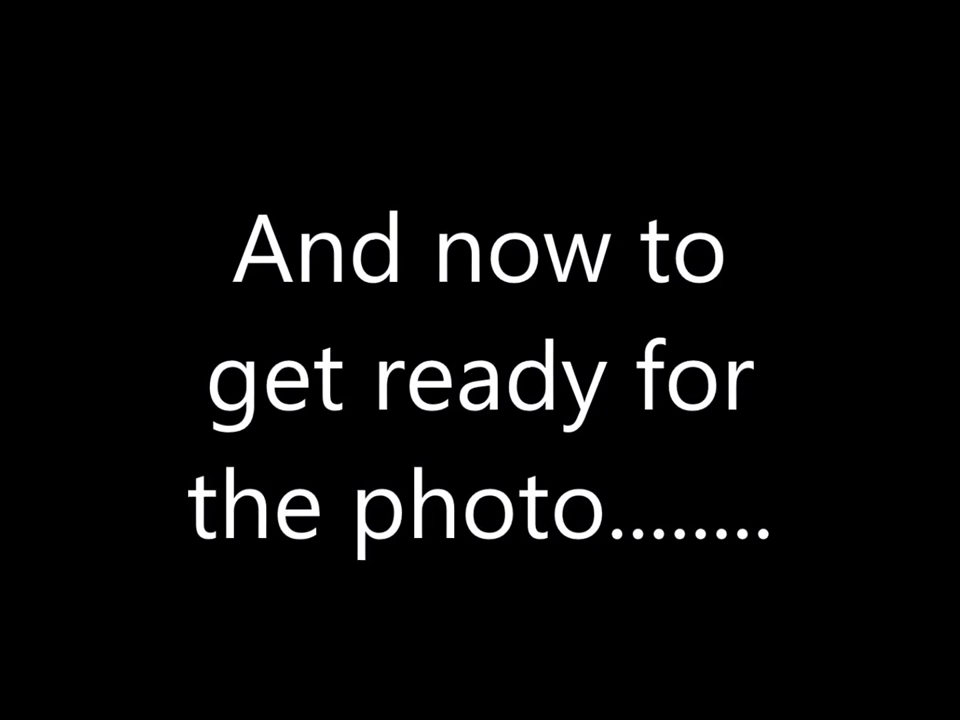 And now to
get ready for
the photo........